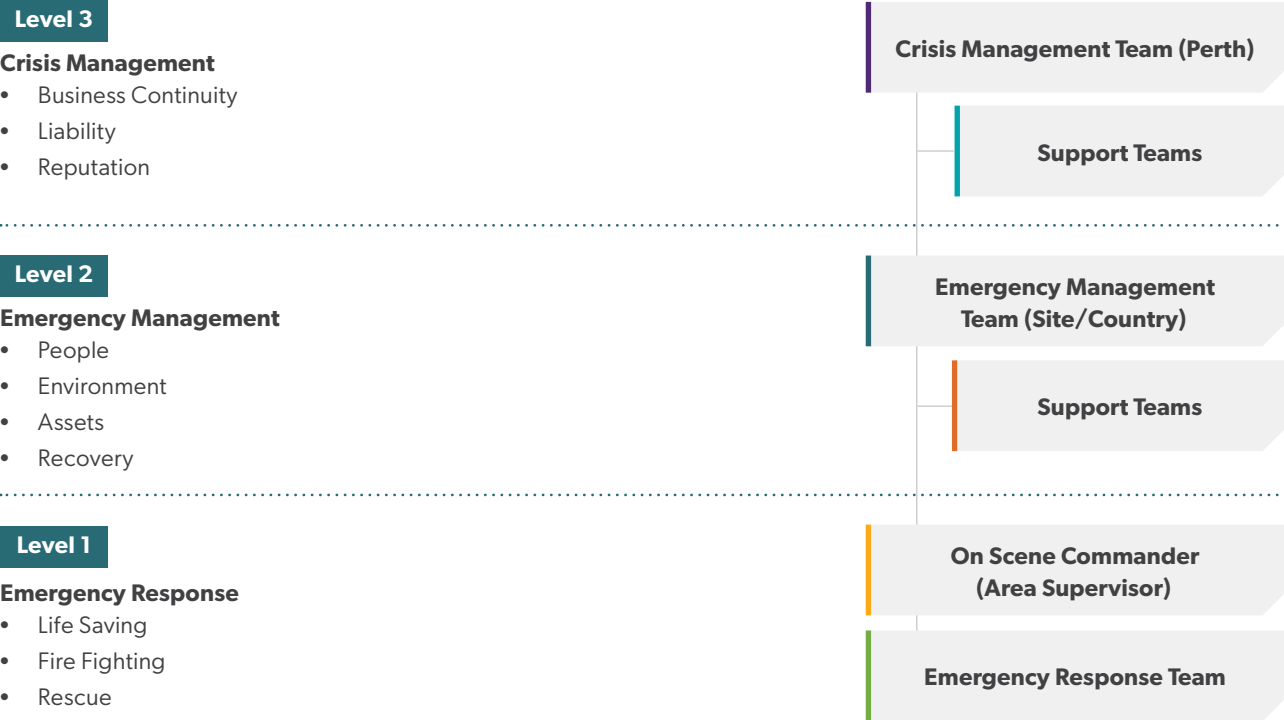 Level 3
Crisis Management
• Business Continuity
• Liability
• Reputation
Crisis Management Team (Perth)
Support Teams
Level 2
Emergency Management
• People
• Environment
• Assets
• Recovery
Emergency Management
Team (Site/Country)
Support Teams
Level 1
Emergency Response
• Life Saving
• Fire Fighting
• Rescue
On Scene Commander
(Area Supervisor)
Emergency Response Team